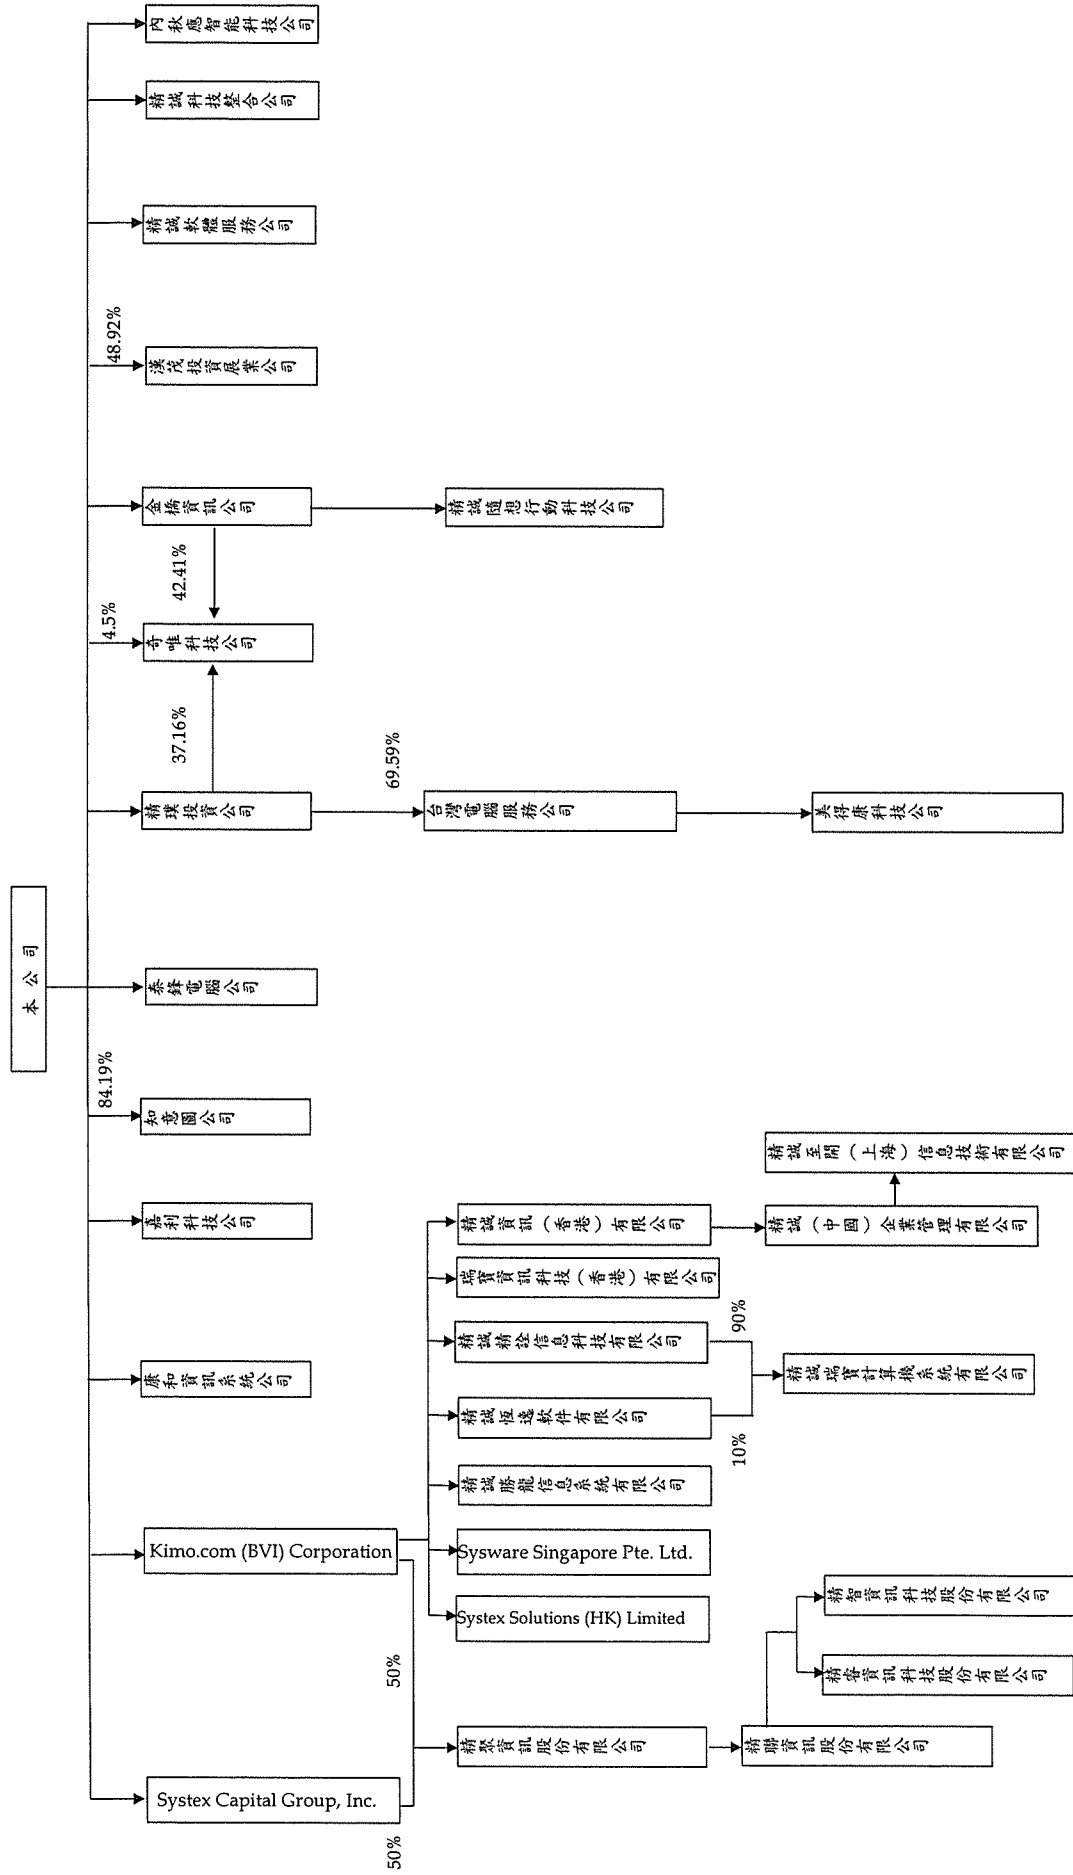 本公司
84.19%
4.5%
48.92%
Systex Capital Group, Inc.
Kimo.com (BVI) Corporation
康和資訊系統公司
嘉利科技公司
知意圖公司
泰鋒電腦公司
精璞投資公司
奇唯科技公司
金橋資訊公司
漢茂投資展業公司
精誠軟體服務公司
精誠科技整合公司
內秋應智能科技公司
37.16%
42.41%
50%
50%
69.59%
精聚資訊股份有限公司
Systex Solutions (HK) Limited
Sysware Singapore Pte. Ltd.
精誠勝龍信息系統有限公司
精誠恆逸軟件有限公司
精誠精詮信息科技有限公司
瑞寶資訊科技(香港)有限公司
精誠資訊(香港)有限公司
台灣電腦服務公司
精誠隨想行動科技公司
10%
90%
精聯資訊股份有限公司
精睿資訊科技股份有限公司
精智資訊科技股份有限公司
精誠瑞寶計算機系統有限公司
精誠(中國)企業管理有限公司
精誠至開(上海)信息技術有限公司
美得康科技公司